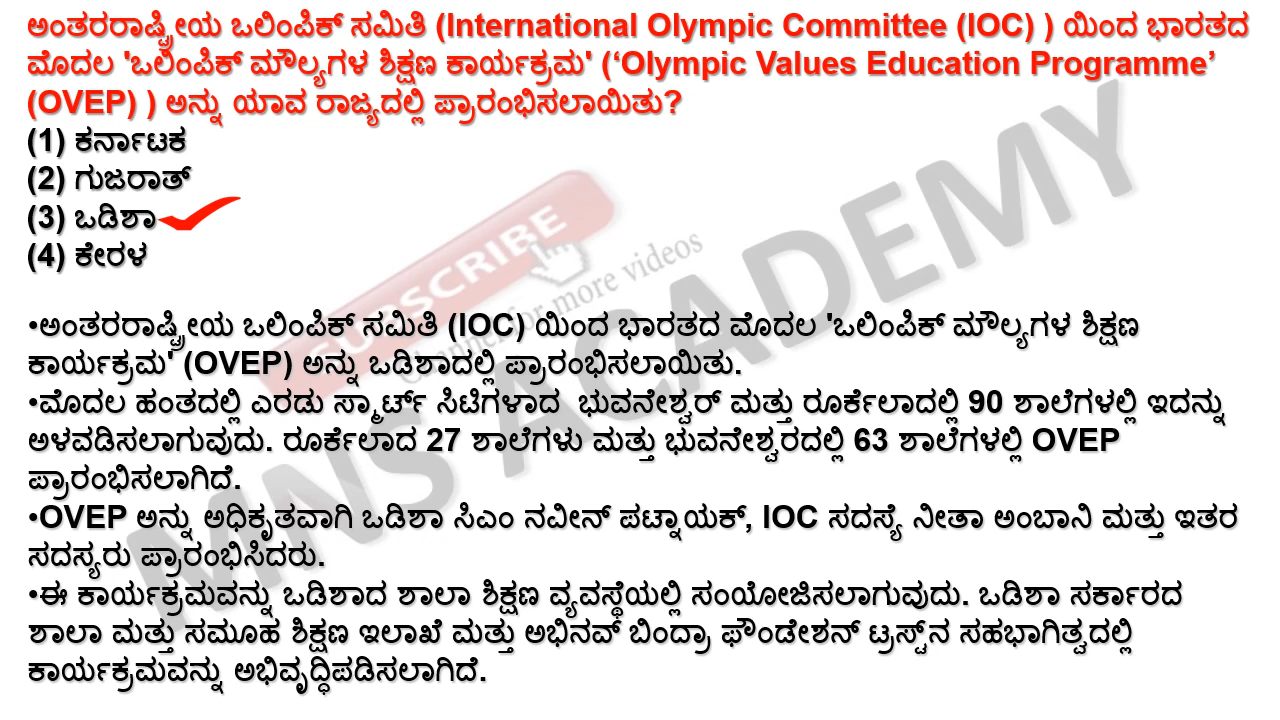 ಅಂತರರಾಷ್ಟ್ರೀಯ ಒಲಿಂಪಿಕ್ ಸಮಿತಿ (International Olympic Committee (IOC) ) ಯಿಂದ ಭಾರತದ
ಮೊದಲ 'ಒಲಿಂಪಿಕ್ ಮೌಲ್ಯಗಳ ಶಿಕ್ಷಣ ಕಾರ್ಯಕ್ರಮ' (‘Olympic Values Education Programme’
(OVEP) ) ಅನ್ನು ಯಾವ ರಾಜ್ಯದಲ್ಲಿ ಪ್ರಾರಂಭಿಸಲಾಯಿತು?
(1) ಕರ್ನಾಟಕ
(2) ಗುಜರಾತ್
(3) ಒಡಿಶಾ
(4) ಕೇರಳ
•ಅಂತರರಾಷ್ಟ್ರೀಯ ಒಲಿಂಪಿಕ್ ಸಮಿತಿ (IOC) ಯಿಂದ ಭಾರತದ ಮೊದಲ 'ಒಲಿಂಪಿಕ್ ಮೌಲ್ಯಗಳ ಶಿಕ್ಷಣ
ಕಾರ್ಯಕ್ರಮ' (OVEP) ಅನ್ನು ಒಡಿಶಾದಲ್ಲಿ ಪ್ರಾರಂಭಿಸಲಾಯಿತು.
•ಮೊದಲ ಹಂತದಲ್ಲಿ ಎರಡು ಸ್ಮಾರ್ಟ್ ಸಿಟಿಗಳಾದ ಭುವನೇಶ್ವರ್ ಮತ್ತು ರೂರ್ಕೆಲಾದಲ್ಲಿ 90 ಶಾಲೆಗಳಲ್ಲಿ ಇದನ್ನು
ಅಳವಡಿಸಲಾಗುವುದು. ರೂರ್ಕೆಲಾದ 27 ಶಾಲೆಗಳು ಮತ್ತು ಭುವನೇಶ್ವರದಲ್ಲಿ 63 ಶಾಲೆಗಳಲ್ಲಿ OVEP
ಪ್ರಾರಂಭಿಸಲಾಗಿದೆ.
•OVEP ಅನ್ನು ಅಧಿಕೃತವಾಗಿ ಒಡಿಶಾ ಸಿಎಂ ನವೀನ್ ಪಟ್ನಾಯಕ್, IOC ಸದಸ್ಯೆ ನೀತಾ ಅಂಬಾನಿ ಮತ್ತು ಇತರ
ಸದಸ್ಯರು ಪ್ರಾರಂಭಿಸಿದರು.
•ಈ ಕಾರ್ಯಕ್ರಮವನ್ನು ಒಡಿಶಾದ ಶಾಲಾ ಶಿಕ್ಷಣ ವ್ಯವಸ್ಥೆಯಲ್ಲಿ ಸಂಯೋಜಿಸಲಾಗುವುದು. ಒಡಿಶಾ ಸರ್ಕಾರದ
ಶಾಲಾ ಮತ್ತು ಸಮೂಹ ಶಿಕ್ಷಣ ಇಲಾಖೆ ಮತ್ತು ಅಭಿನವ್ ಬಿಂದ್ರಾ ಫೌಂಡೇಶನ್ ಟ್ರಸ್ಟ್‌ನ ಸಹಭಾಗಿತ್ವದಲ್ಲಿ
ಕಾರ್ಯಕ್ರಮವನ್ನು ಅಭಿವೃದ್ಧಿಪಡಿಸಲಾಗಿದೆ.
SUBSCRIBE
Channel for more videos
MNS ACADEMY